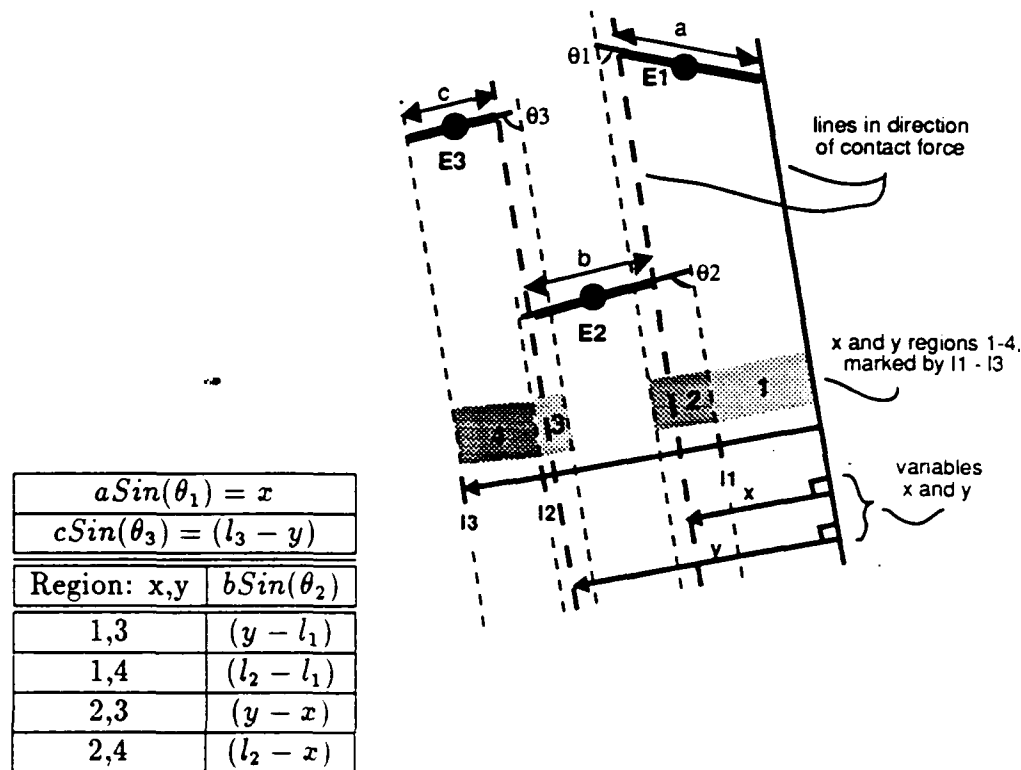 a
θ1
E1
c
θ3
E3
lines in direction
of contact force
b
θ2
E2
x and y regions 1-4,
marked by l1 - l3
1
2
3
4
l1
x
l2
l3
y
variables
x and y
aSin(θ₁) = x
cSin(θ₃) = (l₃ − y)
Region: x,y bSin(θ₂)
1,3 (y − l₁)
1,4 (l₂ − l₁)
2,3 (y − x)
2,4 (l₂ − x)